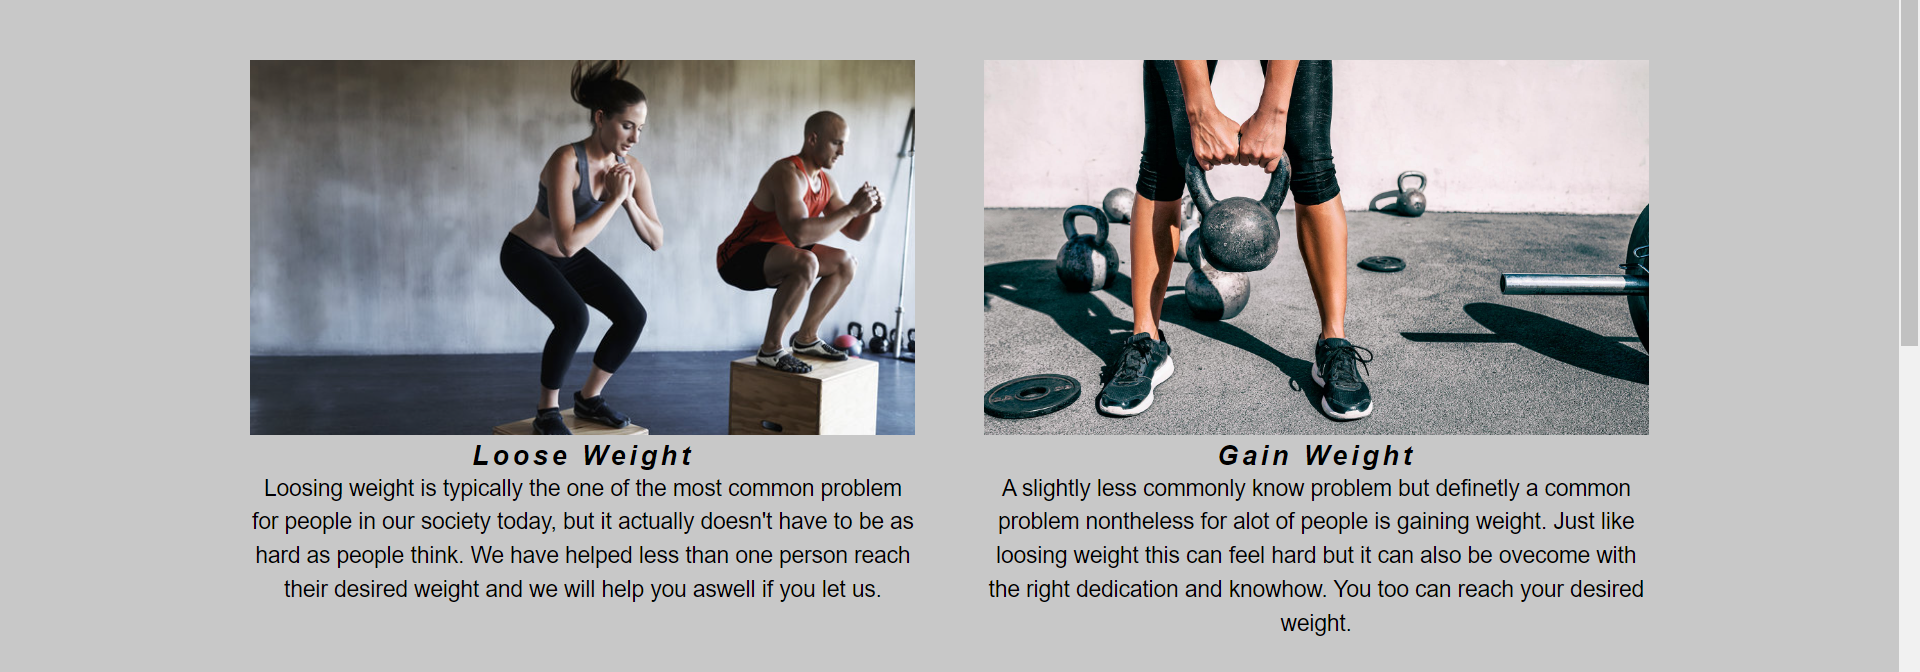 Loose Weight
Loosing weight is typically the one of the most common problem
for people in our society today, but it actually doesn't have to be as
hard as people think. We have helped less than one person reach
their desired weight and we will help you aswell if you let us.
Gain Weight
A slightly less commonly know problem but definetly a common
problem nontheless for alot of people is gaining weight. Just like
loosing weight this can feel hard but it can also be ovecome with
the right dedication and knowhow. You too can reach your desired
weight.